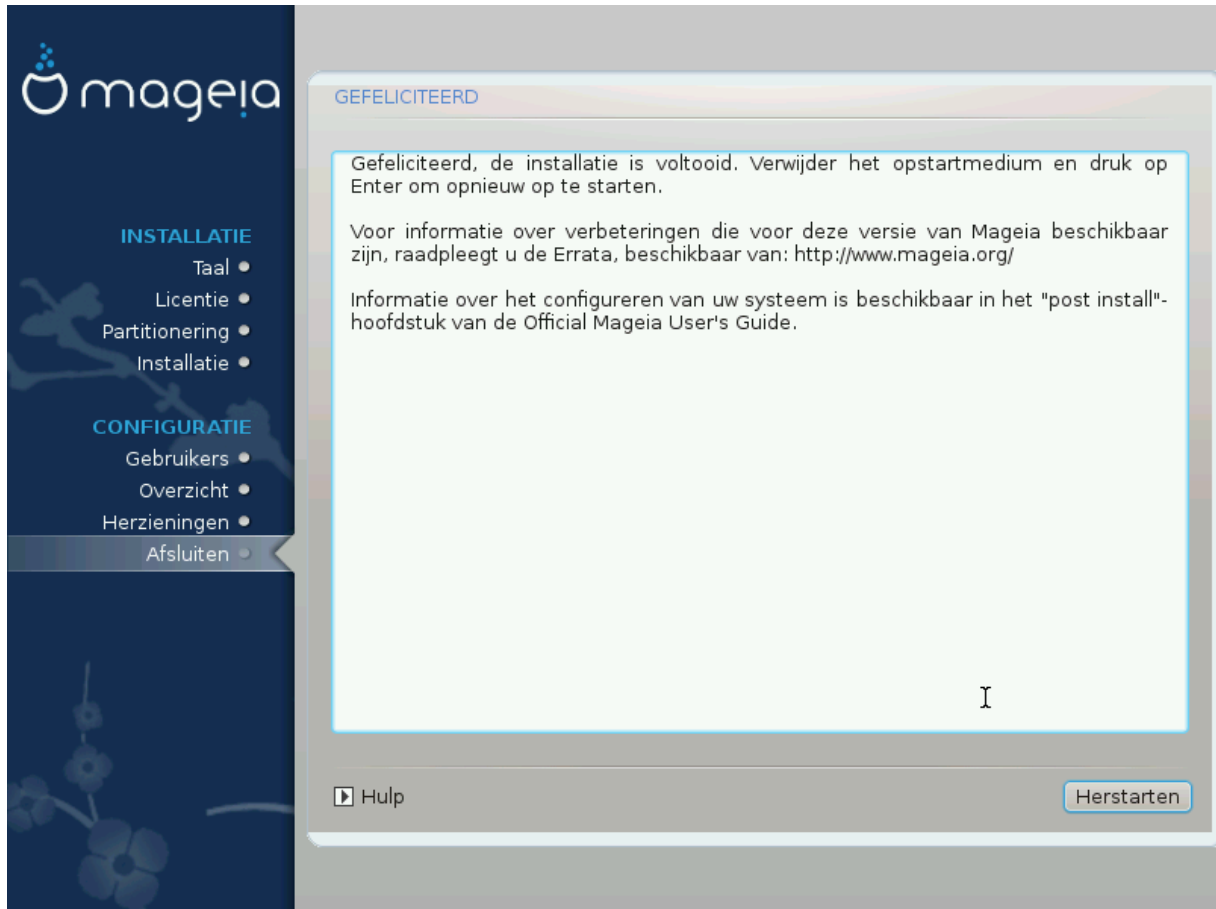 mageia
INSTALLATIE
Taal
Licentie
Partitionering
Installatie
CONFIGURATIE
Gebruikers
Overzicht
Herzieningen
Afsluiten
GEFELICITEERD
Gefeliciteerd, de installatie is voltooid. Verwijder het opstartmedium en druk op
Enter om opnieuw op te starten.
Voor informatie over verbeteringen die voor deze versie van Mageia beschikbaar
zijn, raadpleegt u de Errata, beschikbaar van: http://www.mageia.org/
Informatie over het configureren van uw systeem is beschikbaar in het "post install"-
hoofdstuk van de Official Mageia User's Guide.
Hulp
Herstarten